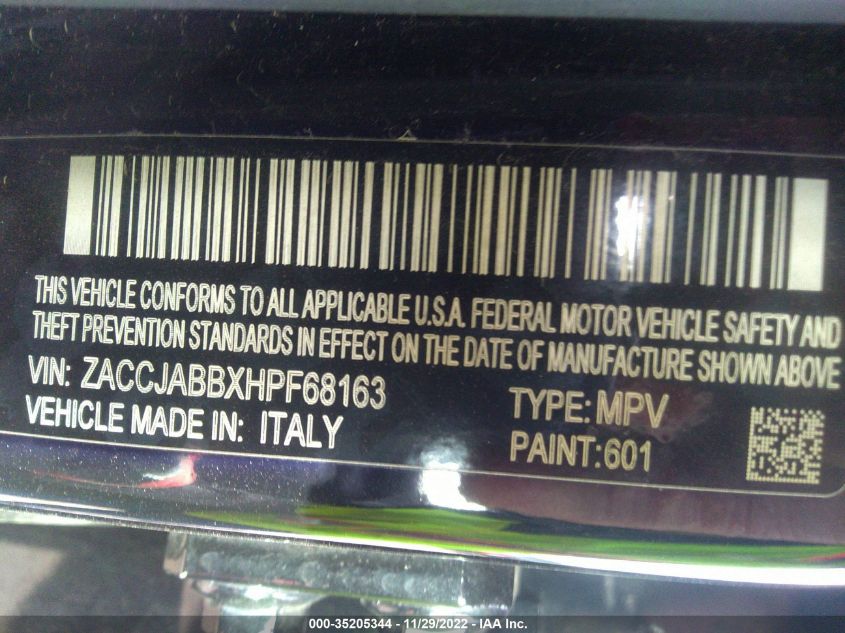 THIS VEHICLE CONFORMS TO ALL APPLICABLE U.S.A. FEDERAL MOTOR VEHICLE SAFETY AND
THEFT PREVENTION STANDARDS IN EFFECT ON THE DATE OF MANUFACTURE SHOWN ABOVE
VIN: ZACCJABBXHPF68163
TYPE: MPV
VEHICLE MADE IN: ITALY
PAINT:601
000-35205344 - 11/29/2022 - IAA Inc.